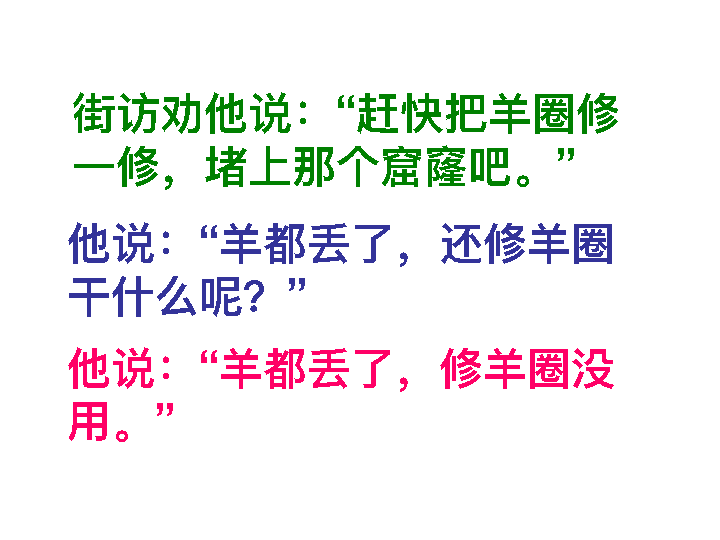 街访劝他说：“赶快把羊圈修
一修，堵上那个窟窿吧。”
他说：“羊都丢了，还修羊圈
干什么呢？”
他说：“羊都丢了，修羊圈没
用。”